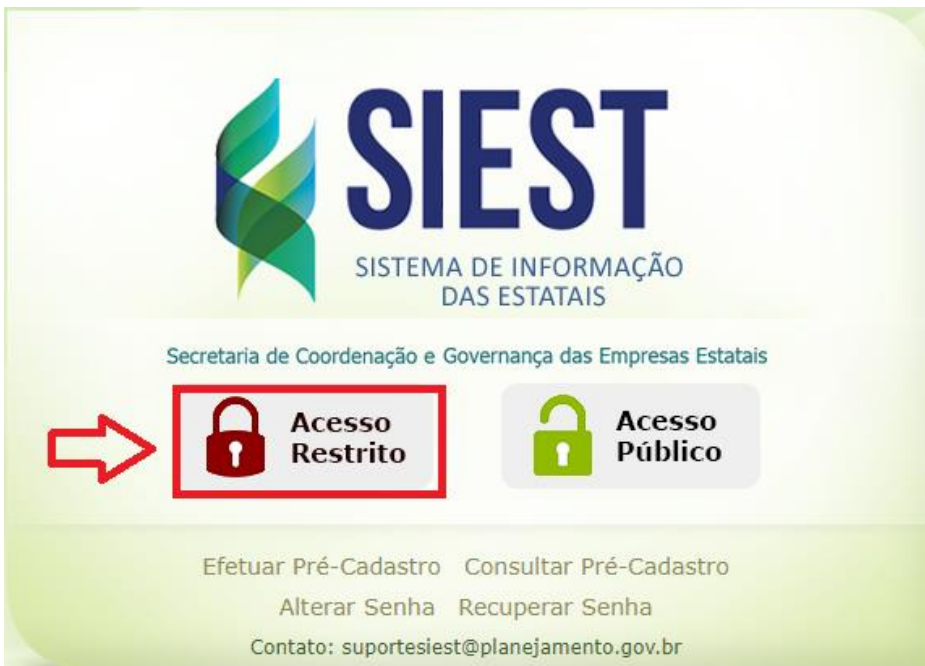 SIEST
SISTEMA DE INFORMAÇÃO
DAS ESTATAIS
Secretaria de Coordenação e Governança das Empresas Estatais
Acesso
Restrito
Acesso
Público
Efetuar Pré-Cadastro Consultar Pré-Cadastro
Alterar Senha Recuperar Senha
Contato: suportesiest@planejamento.gov.br